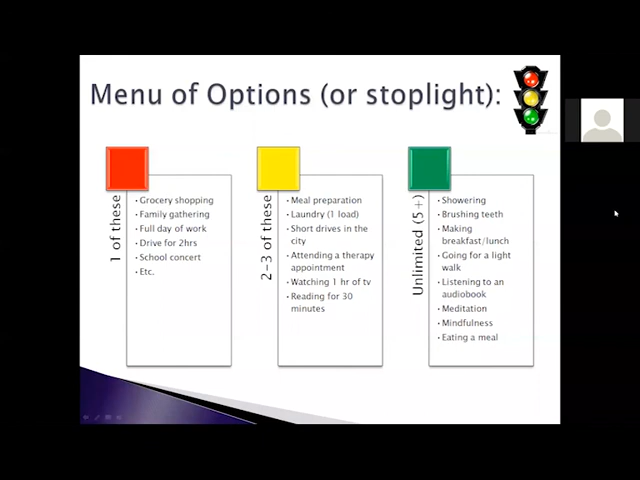 Menu of Options (or stoplight):
1 of these
• Grocery shopping
• Family gathering
• Full day of work
• Drive for 2hrs
• School concert
• Etc.
2-3 of these
• Meal preparation
• Laundry (1 load)
• Short drives in the
city
• Attending a therapy
appointment
• Watching 1 hr of tv
• Reading for 30
minutes
Unlimited (5+)
• Showering
• Brushing teeth
• Making
breakfast/lunch
• Going for a light
walk
• Listening to an
audiobook
• Meditation
• Mindfulness
• Eating a meal